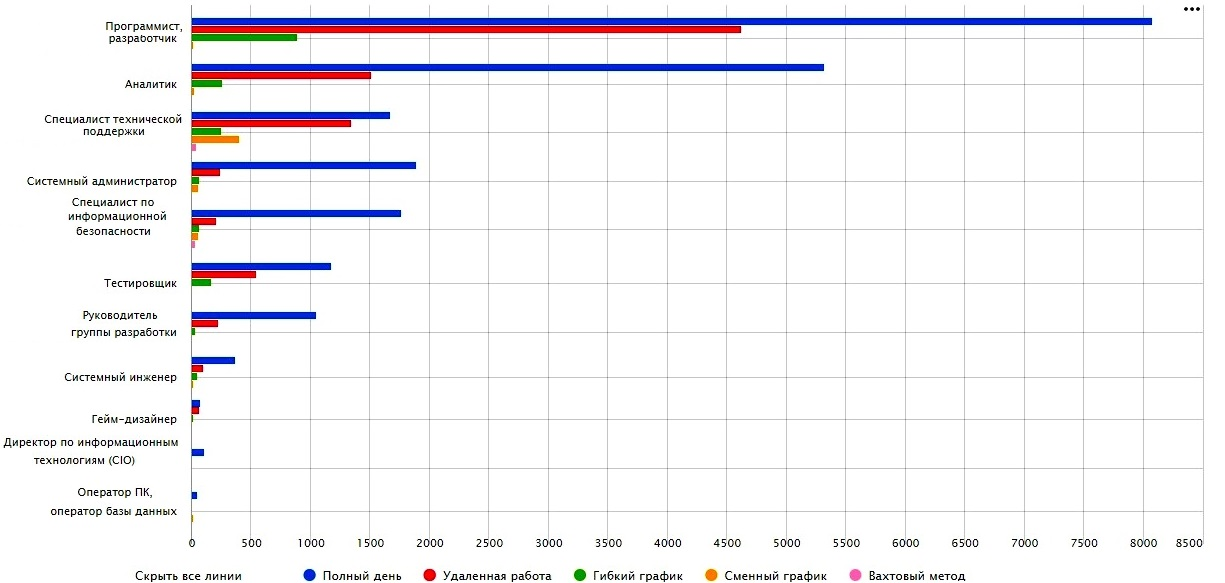 Программист,
разработчик
Аналитик
Специалист технической
поддержки
Системный администратор
Специалист по
информационной
безопасности
Тестировщик
Руководитель
группы разработки
Системный инженер
Гейм-дизайнер
Директор по информационным
технологиям (CIO)
Оператор ПК,
оператор базы данных
0 500 1000 1500 2000 2500 3000 3500 4000 4500 5000 5500 6000 6500 7000 7500 8000 8500
Скрыть все линии Полный день Удаленная работа Гибкий график Сменный график Вахтовый метод